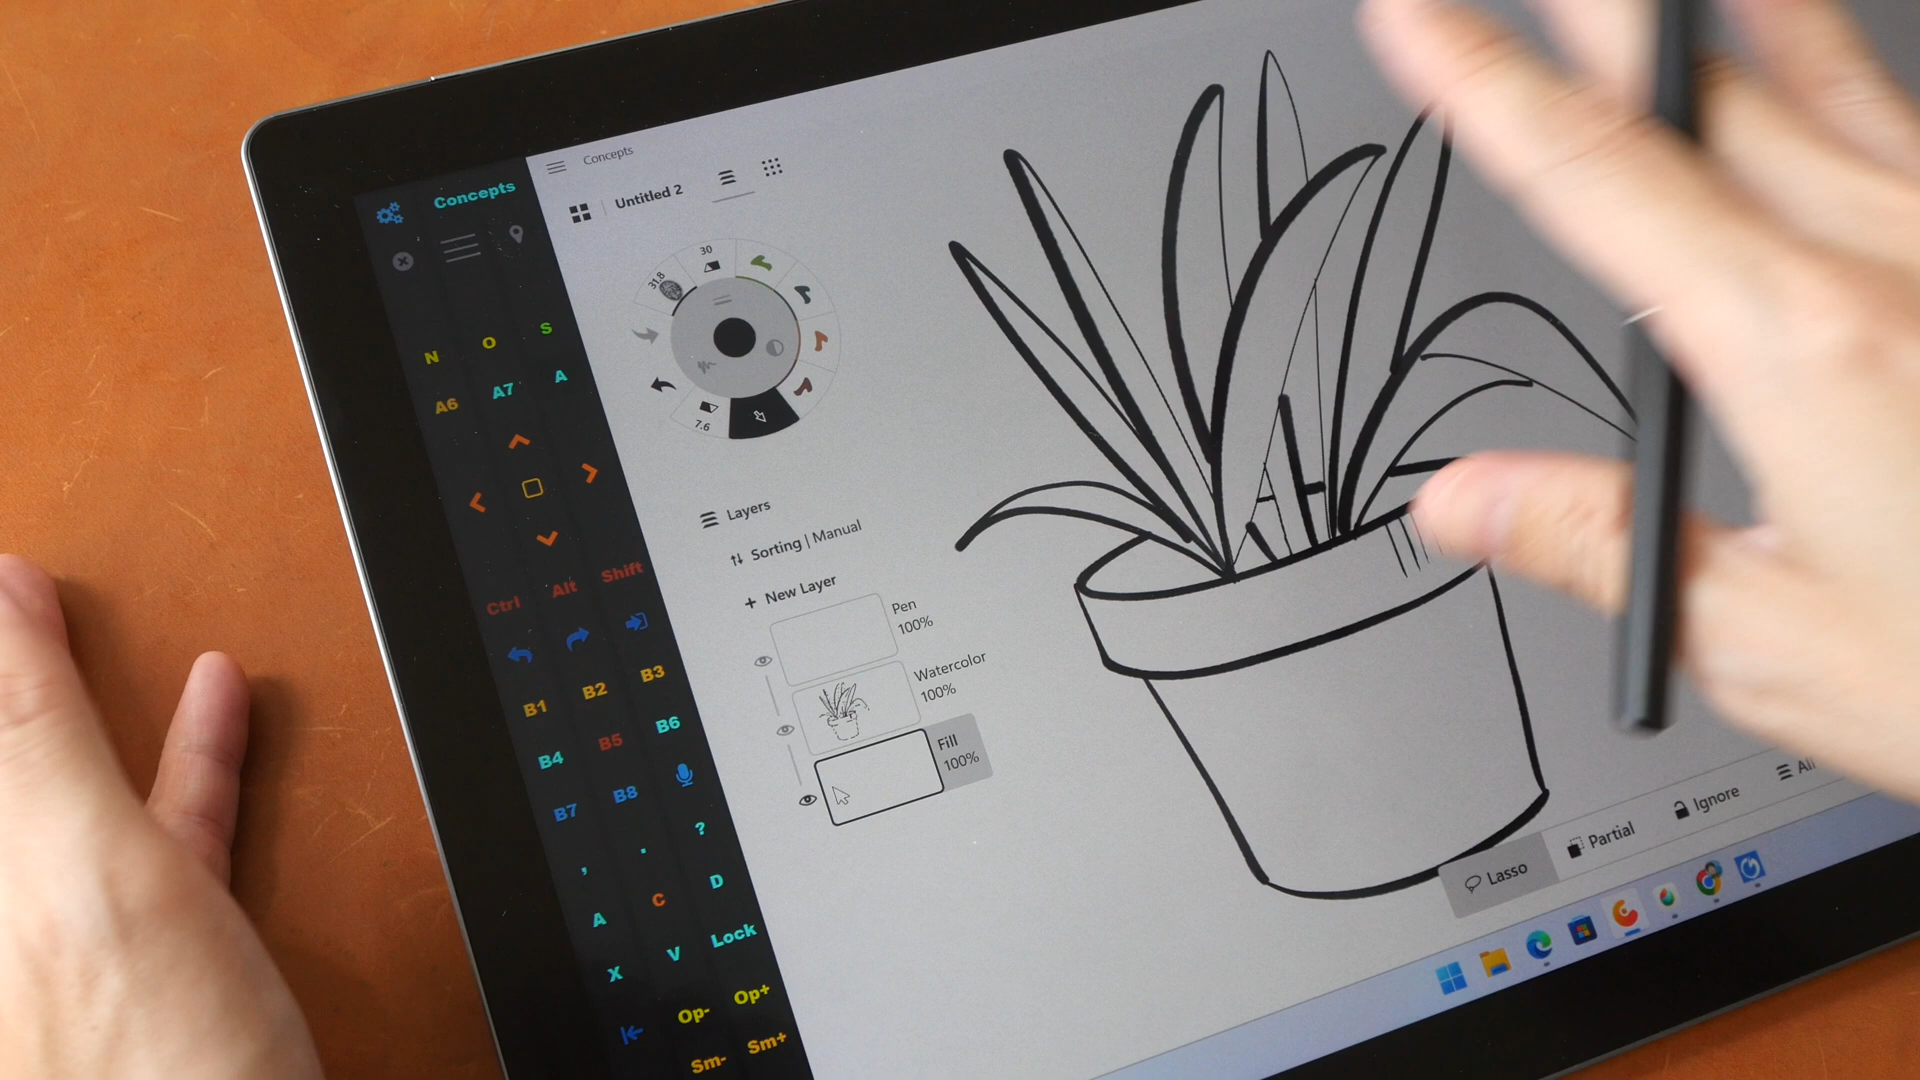 Concepts
N O S
A6 A7 A
Ctrl Alt Shift
B1 B2 B3
B4 B5 B6
B7 B8
, . ?
A C D
X V Lock
Op- Op+
Sm- Sm+
Concepts
Untitled 2
30
31.8
7.6
Layers
Sorting | Manual
+ New Layer
Pen
100%
Watercolor
100%
Fill
100%
Lasso
Partial
Ignore